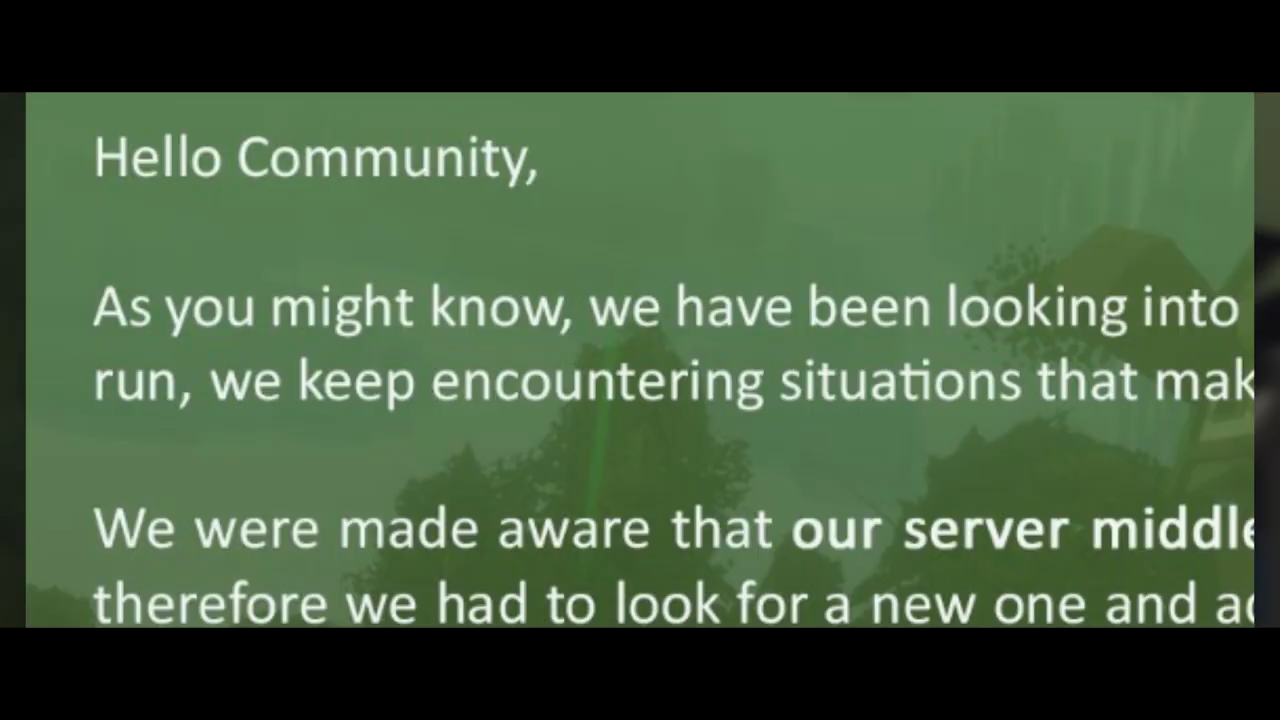 Hello Community,
As you might know, we have been looking into
run, we keep encountering situations that mak
We were made aware that our server middle
therefore we had to look for a new one and ad